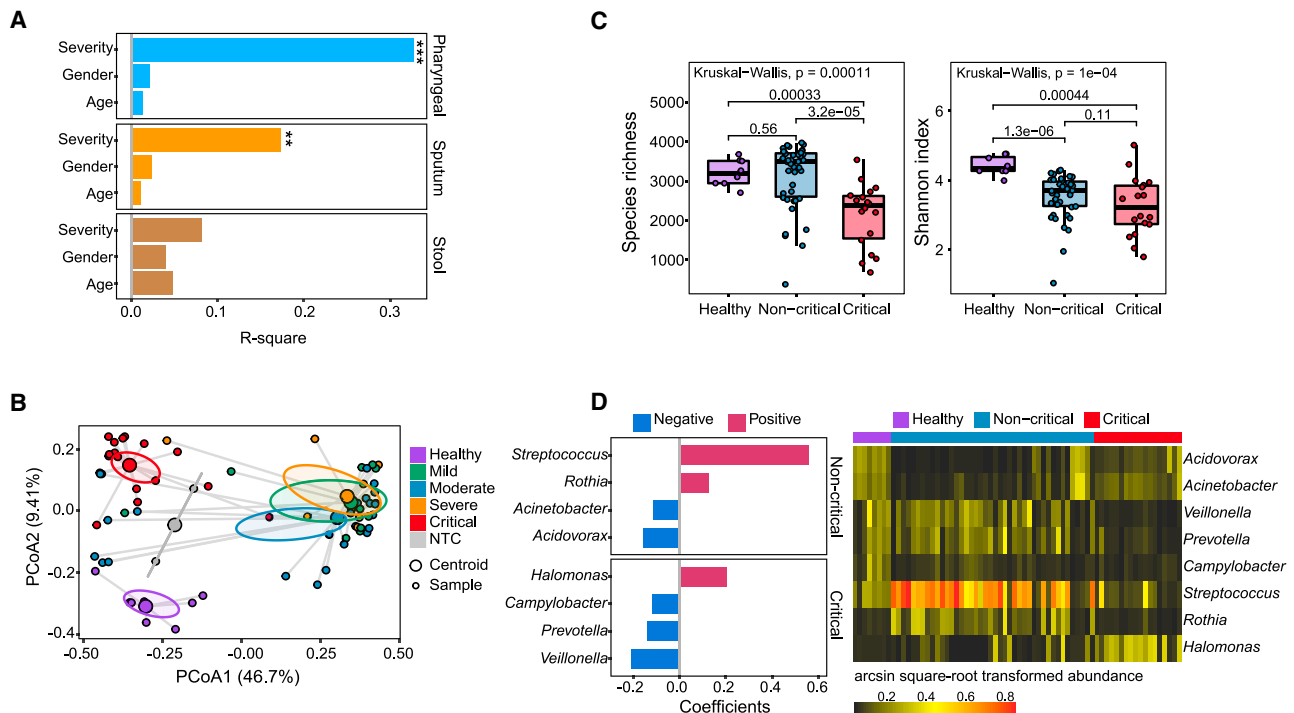 A
Severity
Gender
Age
Pharyngeal
***
Severity
Gender
Age
Sputum
**
Severity
Gender
Age
Stool
0.0 0.1 0.2 0.3
R-square
B
0.2
0.0
-0.2
-0.4
PCoA2 (9.41%)
-0.50 -0.25 0.00 0.25 0.50
PCoA1 (46.7%)
Healthy
Mild
Moderate
Severe
Critical
NTC
Centroid
Sample
C
Kruskal-Wallis, p = 0.00011
0.00033
3.2e-05
0.56
5000
4000
3000
2000
1000
Species richness
Healthy Non-critical Critical
Kruskal-Wallis, p = 1e-04
0.00044
0.11
1.3e-06
6
4
2
Shannon index
Healthy Non-critical Critical
D
Negative Positive
Streptococcus
Rothia
Acinetobacter
Acidovorax
Non-critical
Halomonas
Campylobacter
Prevotella
Veillonella
Critical
-0.2 0.0 0.2 0.4 0.6
Coefficients
Healthy Non-critical Critical
Acidovorax
Acinetobacter
Veillonella
Prevotella
Campylobacter
Streptococcus
Rothia
Halomonas
arcsin square-root transformed abundance
0.2 0.4 0.6 0.8